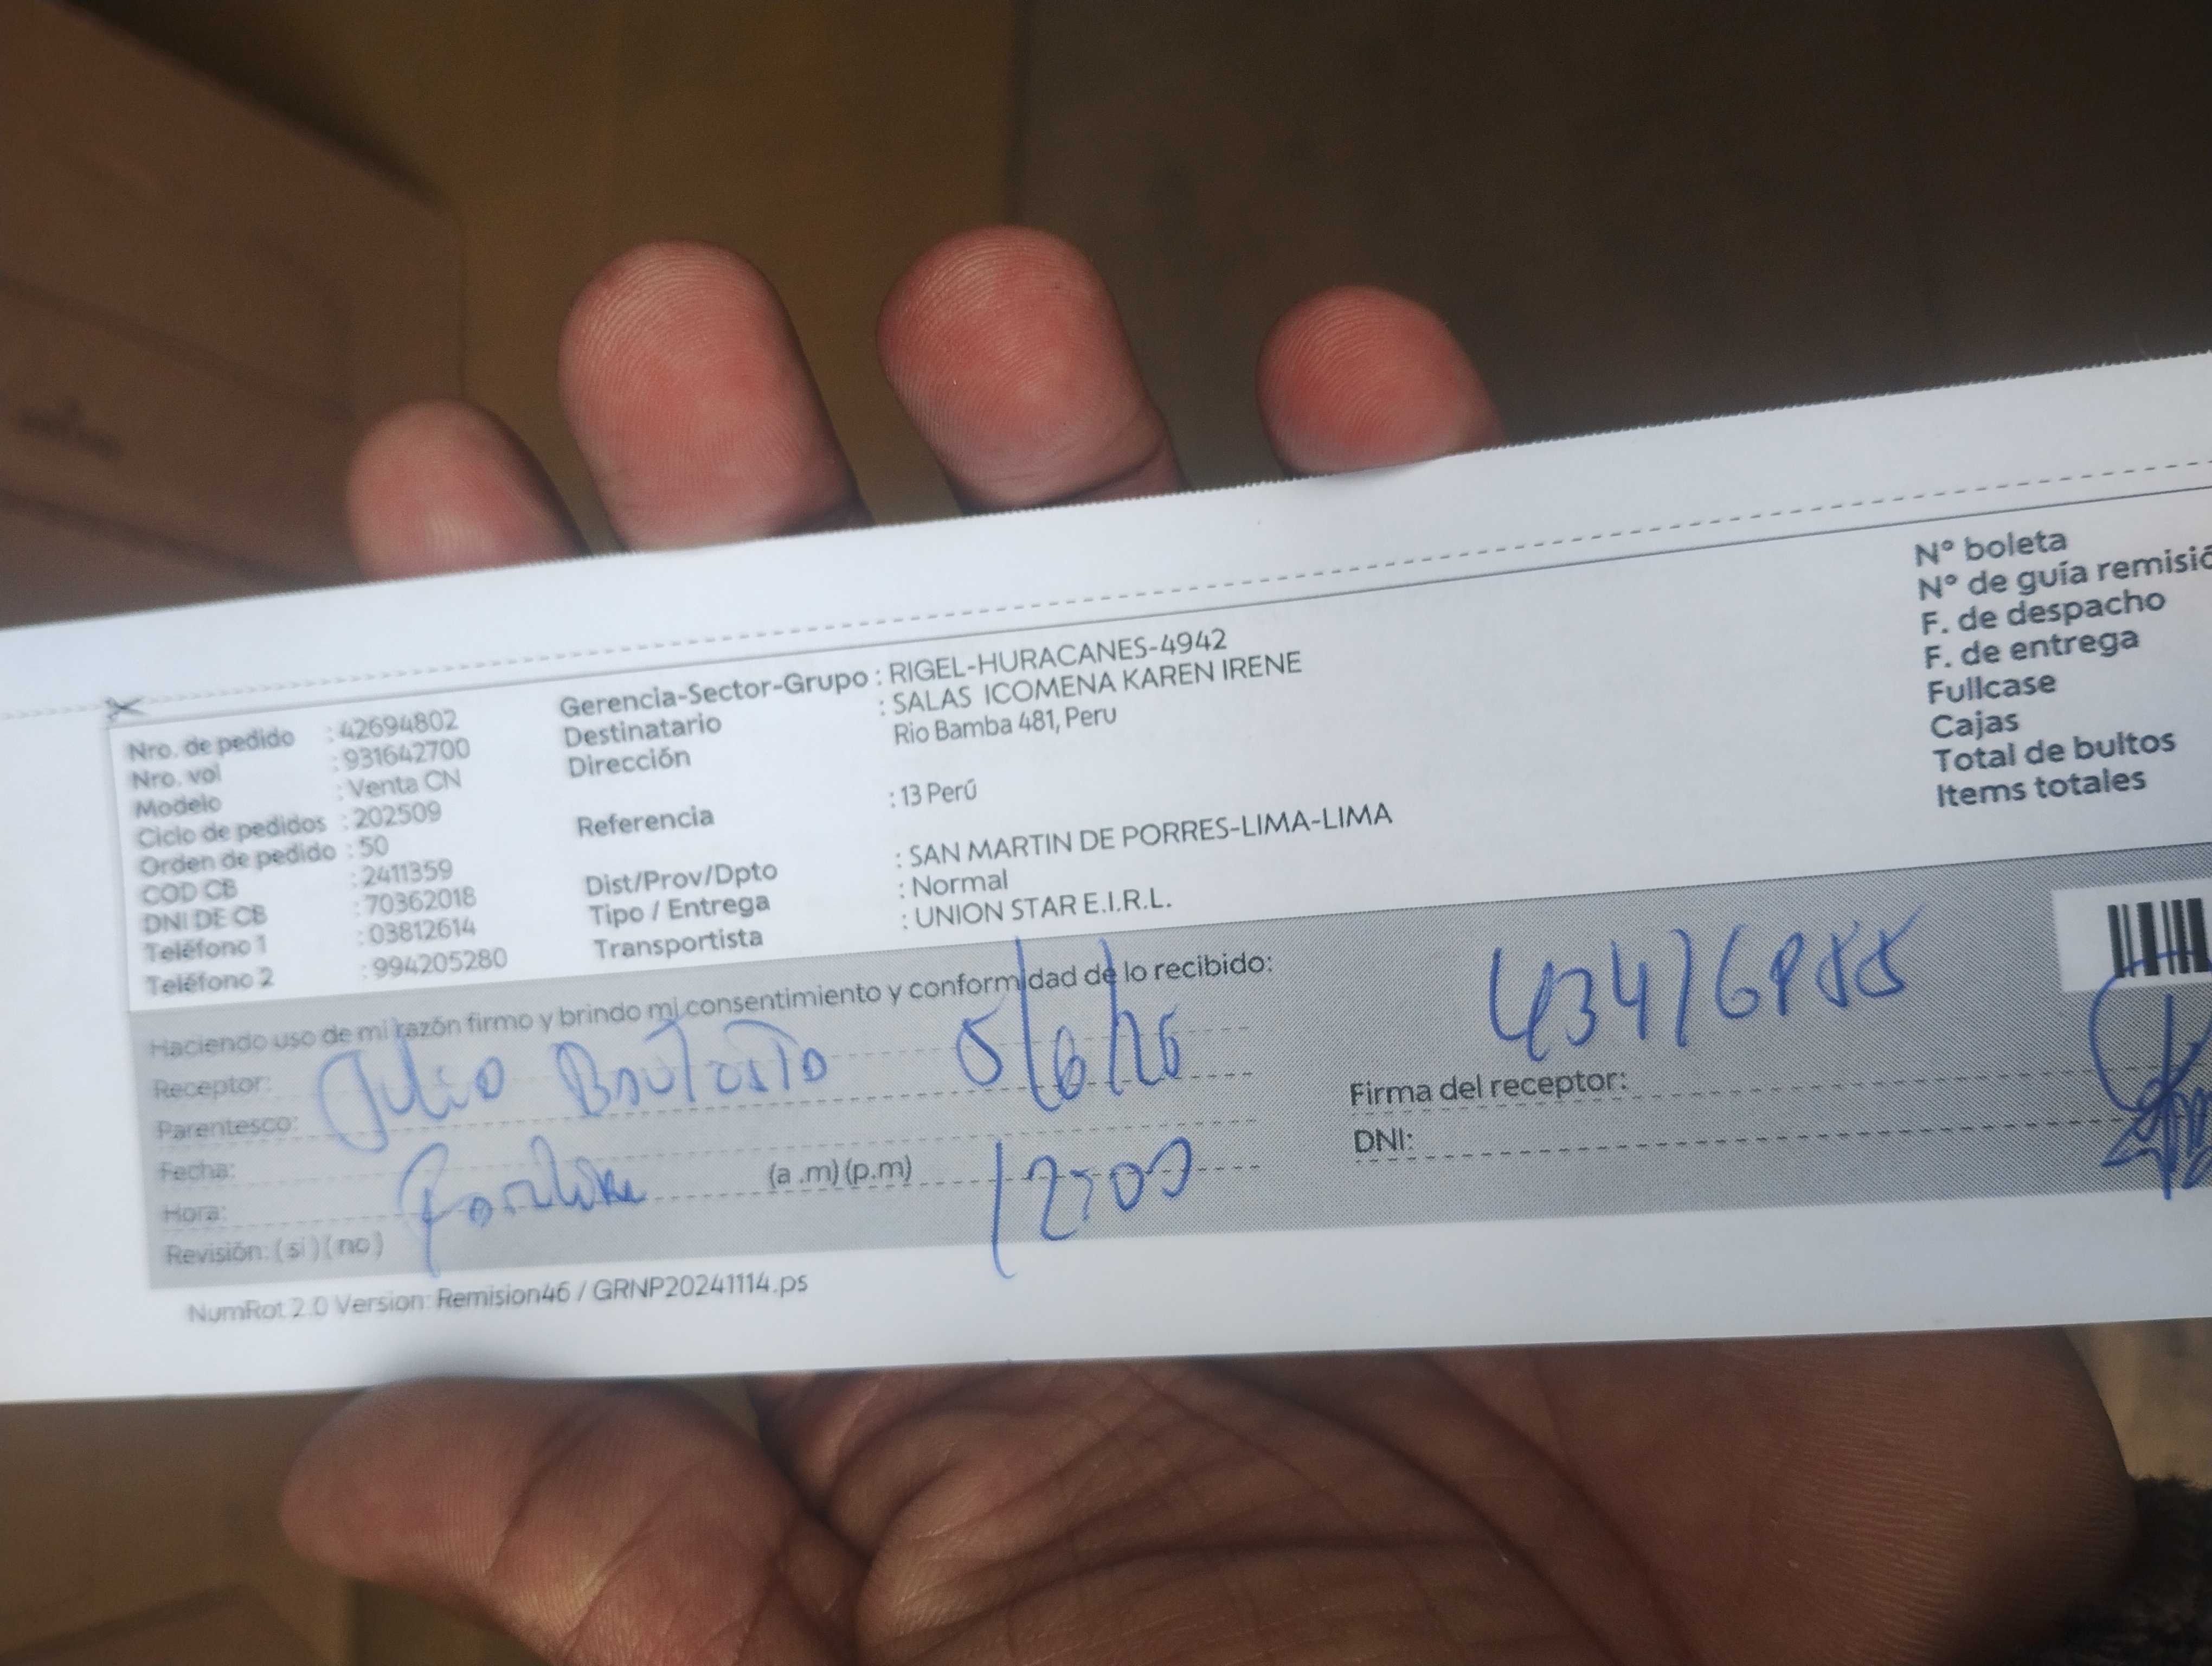 Nro. de pedido : 42694802
Nro. vol : 931642700
Modelo : Venta CN
Ciclo de pedidos : 202509
Orden de pedido : 50
COD CB : 2411359
DNI DE CB : 70362018
Teléfono 1 : 03812614
Teléfono 2 : 994205280
Gerencia-Sector-Grupo : RIGEL-HURACANES-4942
Destinatario : SALAS ICOMENA KAREN IRENE
Dirección Rio Bamba 481, Peru
Referencia : 13 Perú
Dist/Prov/Dpto : SAN MARTIN DE PORRES-LIMA-LIMA
Tipo / Entrega : Normal
Transportista : UNION STAR E.I.R.L.
N° boleta
N° de guía remisió
F. de despacho
F. de entrega
Fullcase
Cajas
Total de bultos
Items totales
Haciendo uso de mi razón firmo y brindo mi consentimiento y conformidad de lo recibido:
Receptor: Julio Bautista
Parentesco:
Fecha:
Hora: (a .m) (p.m)
Revisión: ( si ) ( no )
Firma del receptor:
DNI:
NumRot 2.0 Version: Remision46 / GRNP20241114.ps